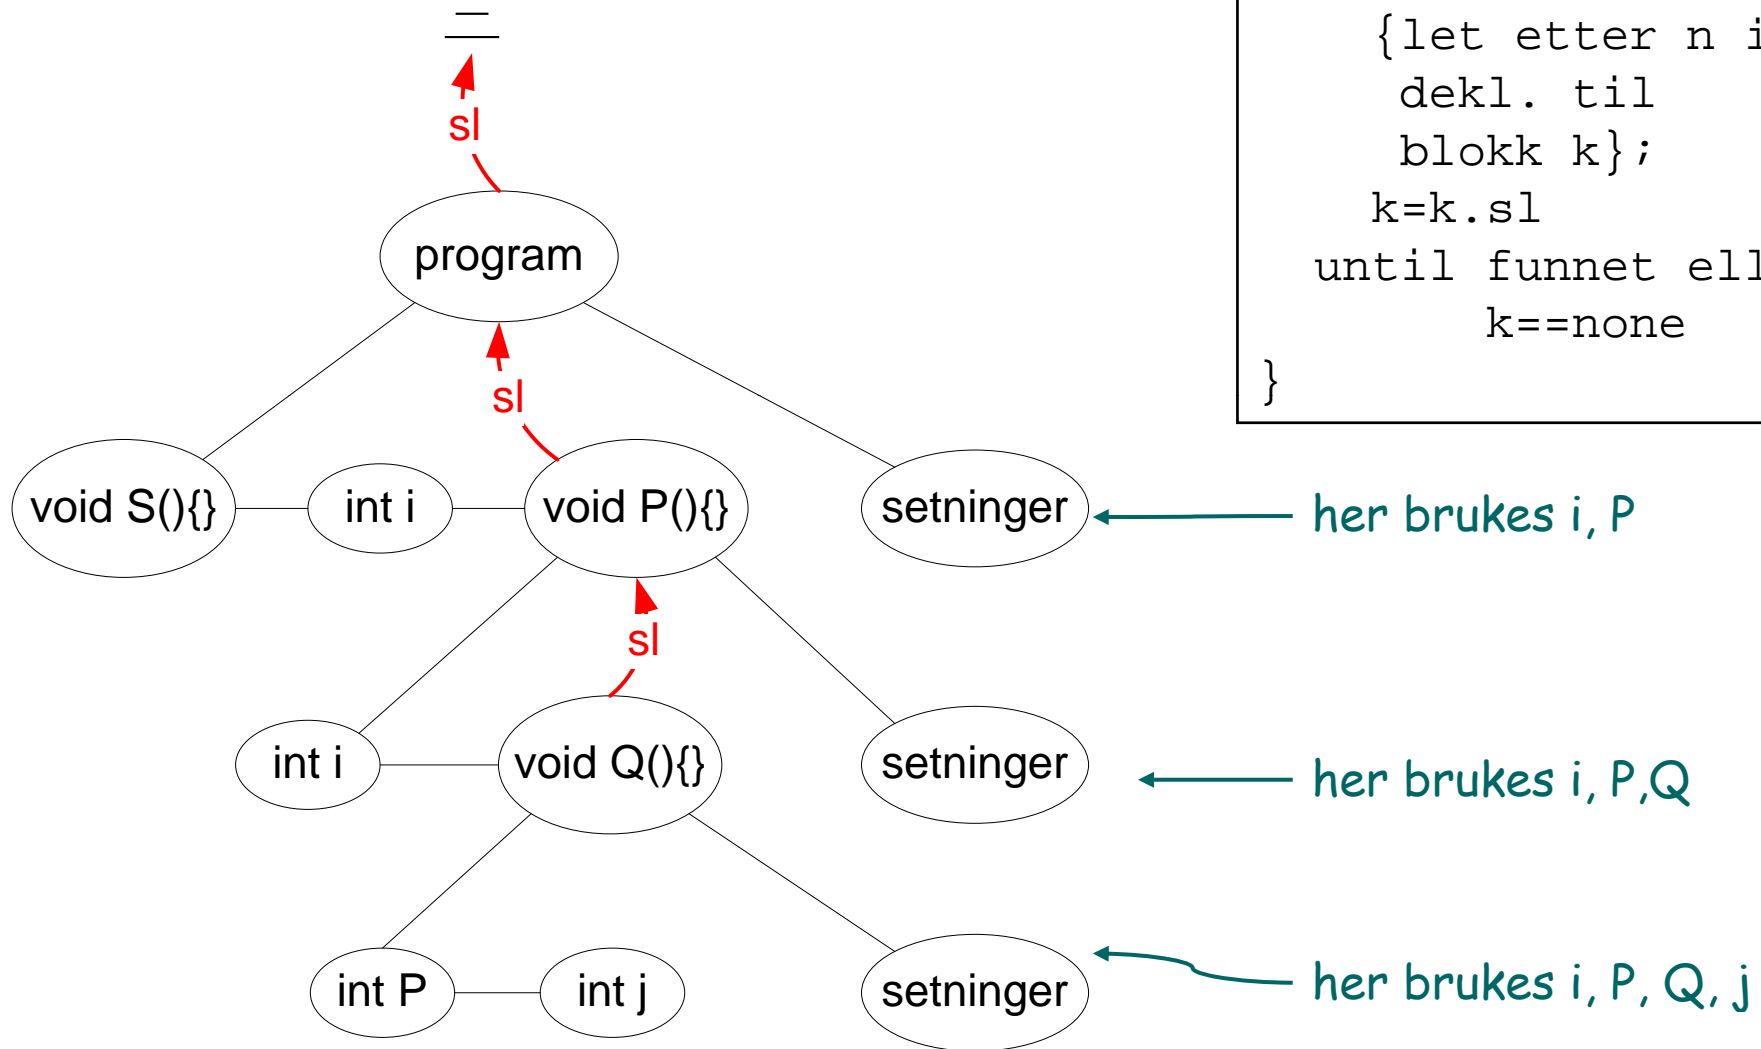 {let etter n i
dekl. til
blokk k};
k=k.sl
until funnet ell
k==none
}
sl
program
sl
void S(){}
int i
void P(){}
setninger
her brukes i, P
sl
int i
void Q(){}
setninger
her brukes i, P,Q
int P
int j
setninger
her brukes i, P, Q, j